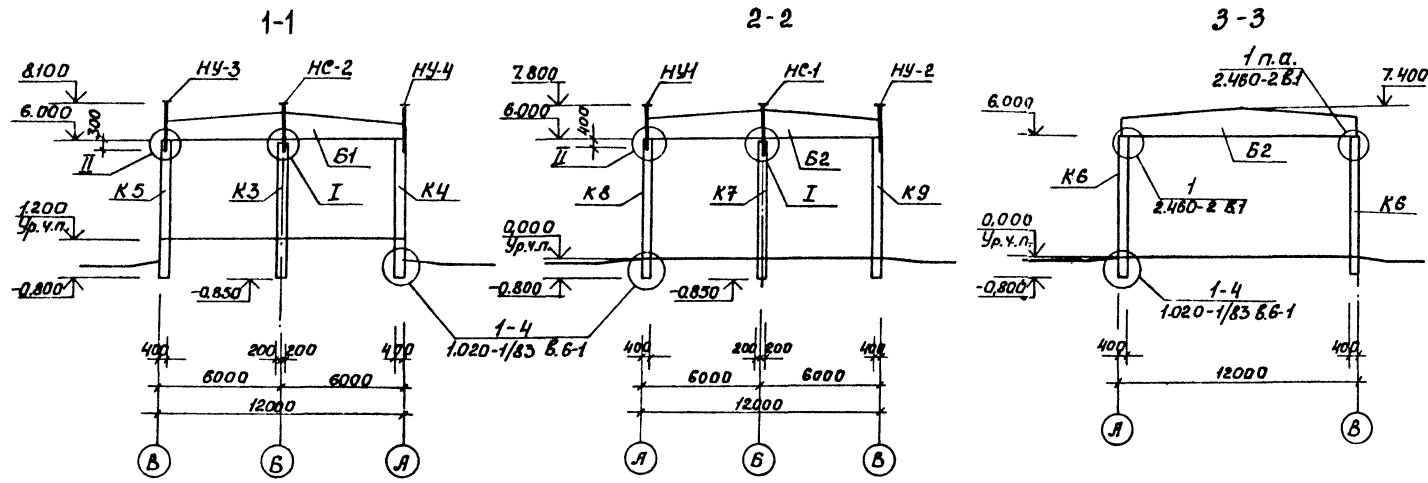 1-1
8.100
6.000
300
НУ-3
НС-2
НУ-4
II
Б1
I
К5
К3
К4
1.200
Ур.ч.п.
-0.800
-0.850
1-4
1.020-1/83 В.6-1
400
200
200
400
6000
6000
12000
В
Б
А
2-2
7.800
6.000
400
НУ1
НС-1
НУ-2
II
Б2
I
К8
К7
К9
0,000
Ур.ч.п.
-0.800
-0.850
400
200
200
400
6000
6000
12000
А
Б
В
3-3
1 п.а.
2.460-2 В.1
7.400
6.000
Б2
К6
1
2.460-2 В.1
К6
0,000
Ур.ч.п.
-0,800
1-4
1.020-1/83 В.6-1
400
400
12000
А
В